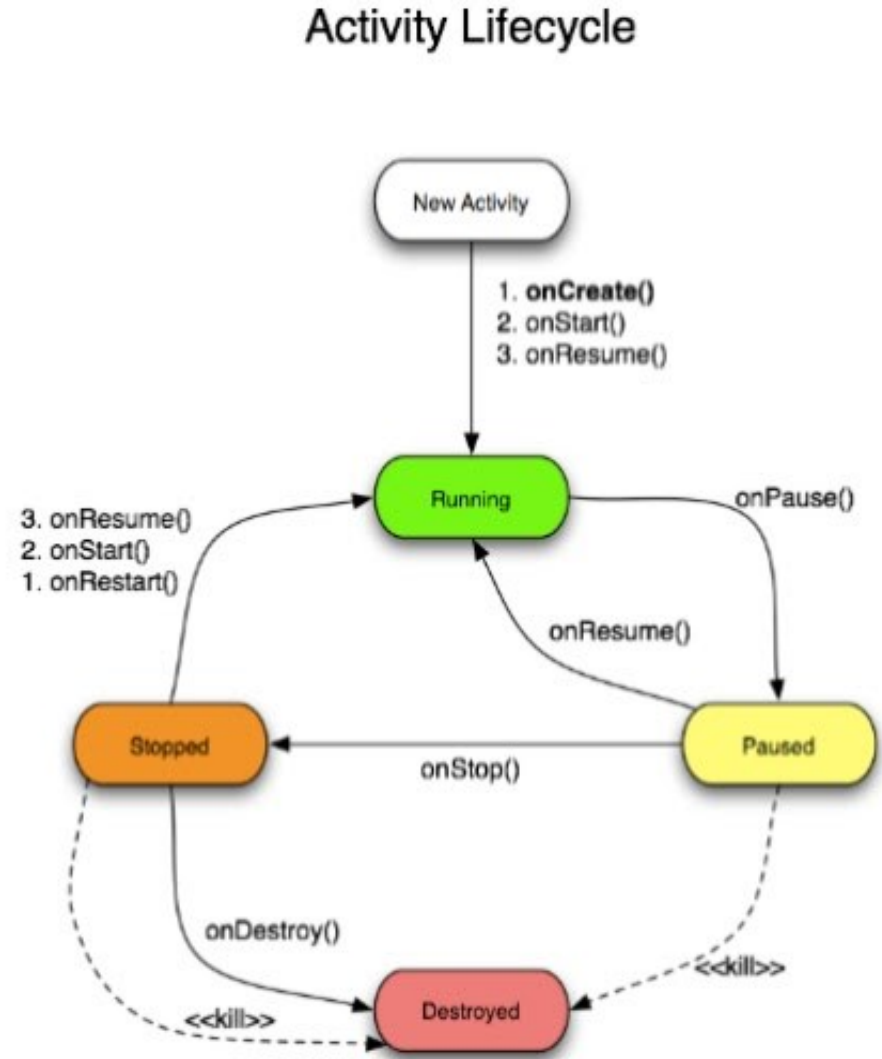 Activity Lifecycle
New Activity
1. onCreate()
2. onStart()
3. onResume()
Running
onPause()
3. onResume()
2. onStart()
1. onRestart()
onResume()
Stopped
Paused
onStop()
onDestroy()
<<kill>>
<<kill>>
Destroyed